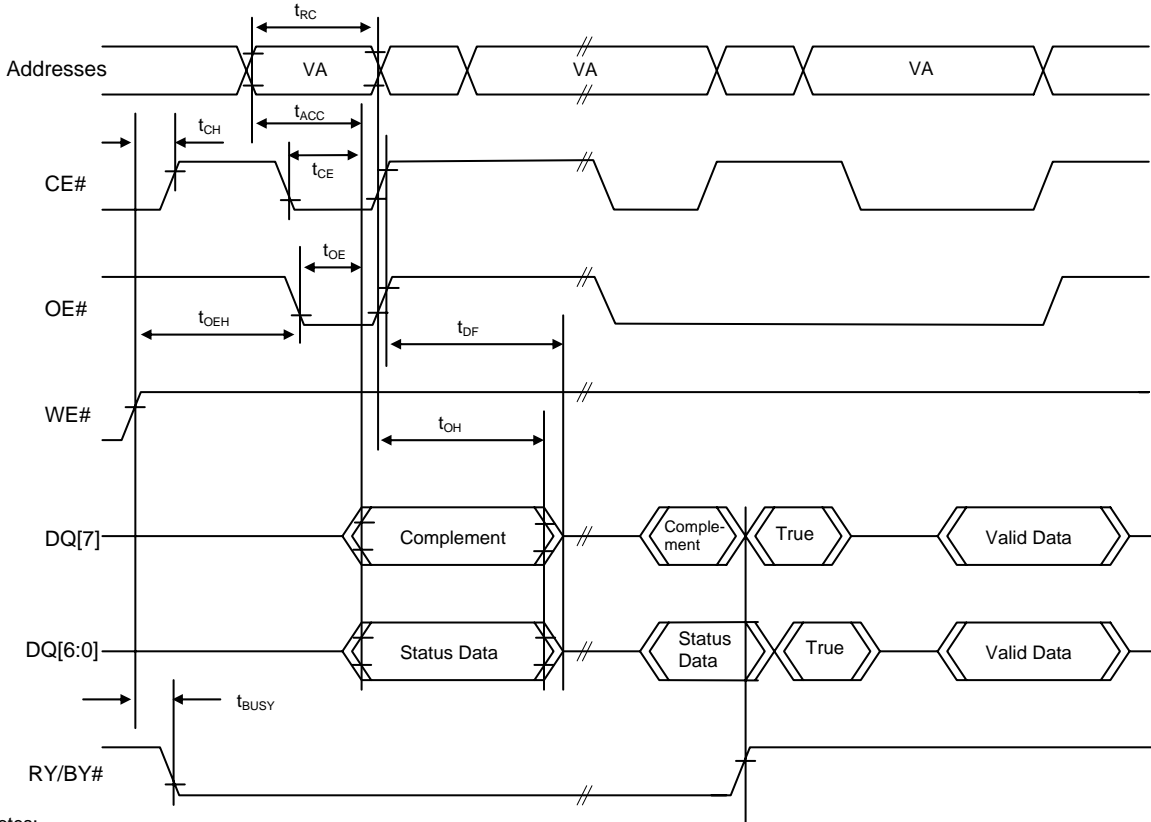 tRC
Addresses
VA
VA
VA
tACC
tCH
tCE
CE#
tOE
OE#
tOEH
tDF
WE#
tOH
DQ[7]
Complement
Comple-
ment
True
Valid Data
DQ[6:0]
Status Data
Status
Data
True
Valid Data
tBUSY
RY/BY#